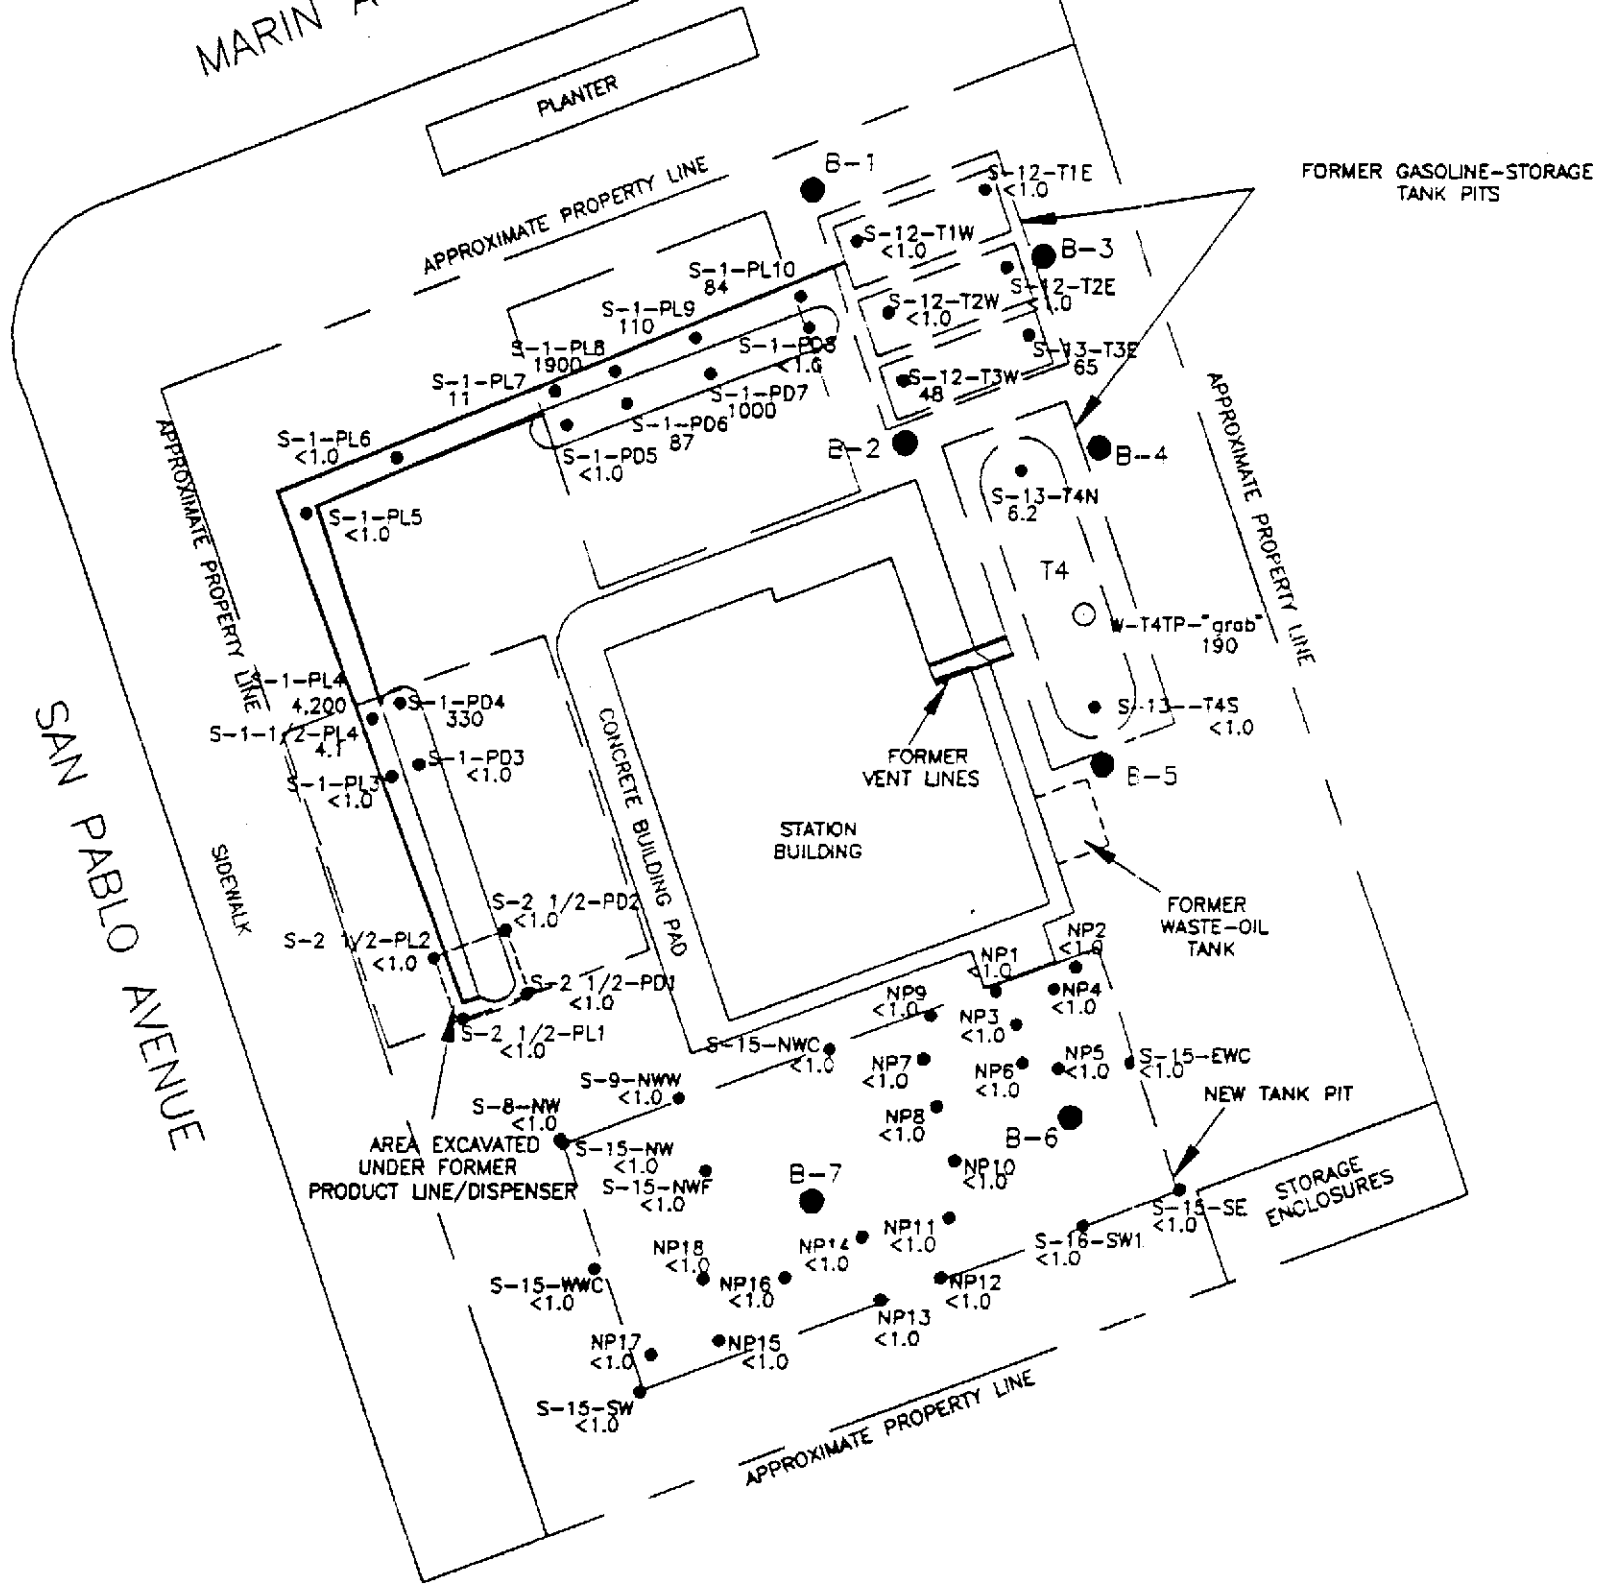 MARIN A
PLANTER
APPROXIMATE PROPERTY LINE
B-1
S-12-T1E
<1.0
FORMER GASOLINE-STORAGE
TANK PITS
S-12-T1W
<1.0
B-3
S-12-T2E
<1.0
S-12-T2W
<1.0
S-13-T3E
65
S-12-T3W
48
S-1-PL10
84
S-1-PL9
110
S-1-PL8
1900
S-1-PL7
11
S-1-PD8
<1.0
S-1-PD7
1000
S-1-PD6
87
S-1-PD5
<1.0
S-1-PL6
<1.0
S-1-PL5
<1.0
B-2
B-4
S-13-T4N
6.2
T4
W-T4TP-"grab"
190
S-13--T4S
<1.0
B-5
APPROXIMATE PROPERTY LINE
APPROXIMATE PROPERTY LINE
S-1-PL4
4,200
S-1-1/2-PL4
4.1
S-1-PD4
330
S-1-PD3
<1.0
S-1-PL3
<1.0
FORMER
VENT LINES
STATION
BUILDING
CONCRETE BUILDING PAD
SAN PABLO AVENUE
SIDEWALK
FORMER
WASTE-OIL
TANK
S-2 1/2-PD2
<1.0
S-2 1/2-PL2
<1.0
S-2 1/2-PD1
<1.0
S-2 1/2-PL1
<1.0
NP2
<1.0
NP1
<1.0
NP4
<1.0
NP9
<1.0
NP3
<1.0
S-15-NWC
<1.0
NP7
<1.0
NP6
<1.0
NP5
<1.0
S-15-EWC
<1.0
NEW TANK PIT
S-9-NWW
<1.0
S-8-NW
<1.0
NP8
<1.0
B-6
AREA EXCAVATED
UNDER FORMER
PRODUCT LINE/DISPENSER
S-15-NW
<1.0
S-15-NWF
<1.0
B-7
NP10
<1.0
STORAGE
ENCLOSURES
S-15-SE
<1.0
NP11
<1.0
S-16-SW1
<1.0
NP14
<1.0
NP18
<1.0
NP16
<1.0
NP12
<1.0
S-15-WWC
<1.0
NP13
<1.0
NP17
<1.0
NP15
<1.0
S-15-SW
<1.0
APPROXIMATE PROPERTY LINE